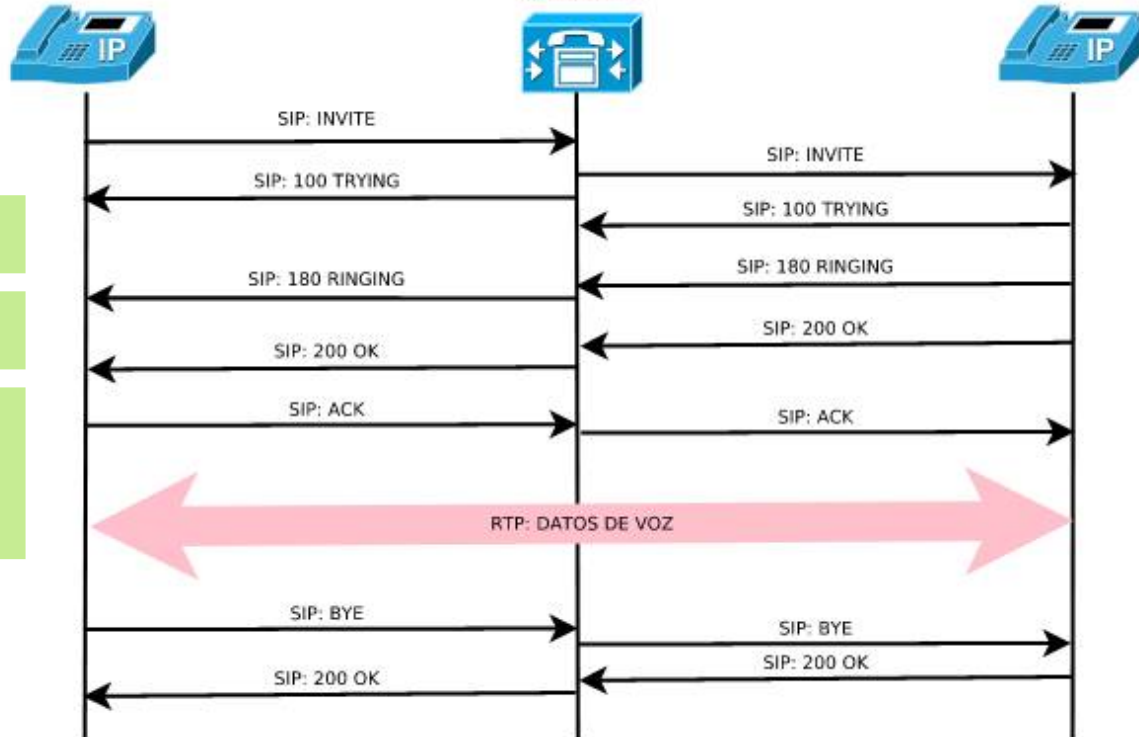 IP
IP
SIP: INVITE
SIP: INVITE
SIP: 100 TRYING
SIP: 100 TRYING
SIP: 180 RINGING
SIP: 180 RINGING
SIP: 200 OK
SIP: 200 OK
SIP: ACK
SIP: ACK
RTP: DATOS DE VOZ
SIP: BYE
SIP: BYE
SIP: 200 OK
SIP: 200 OK